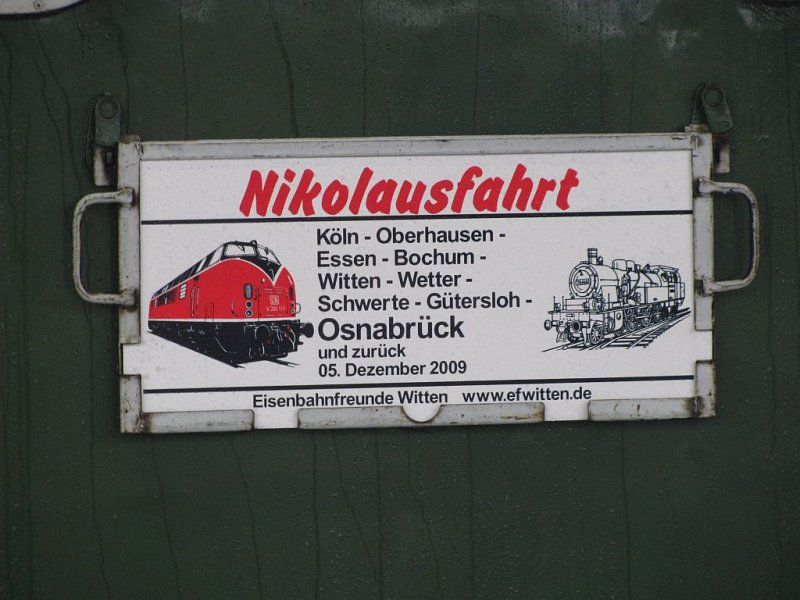 Nikolausfahrt
Köln - Oberhausen -
Essen - Bochum -
Witten - Wetter -
Schwerte - Gütersloh -
Osnabrück
und zurück
05. Dezember 2009
Eisenbahnfreunde Witten www.efwitten.de